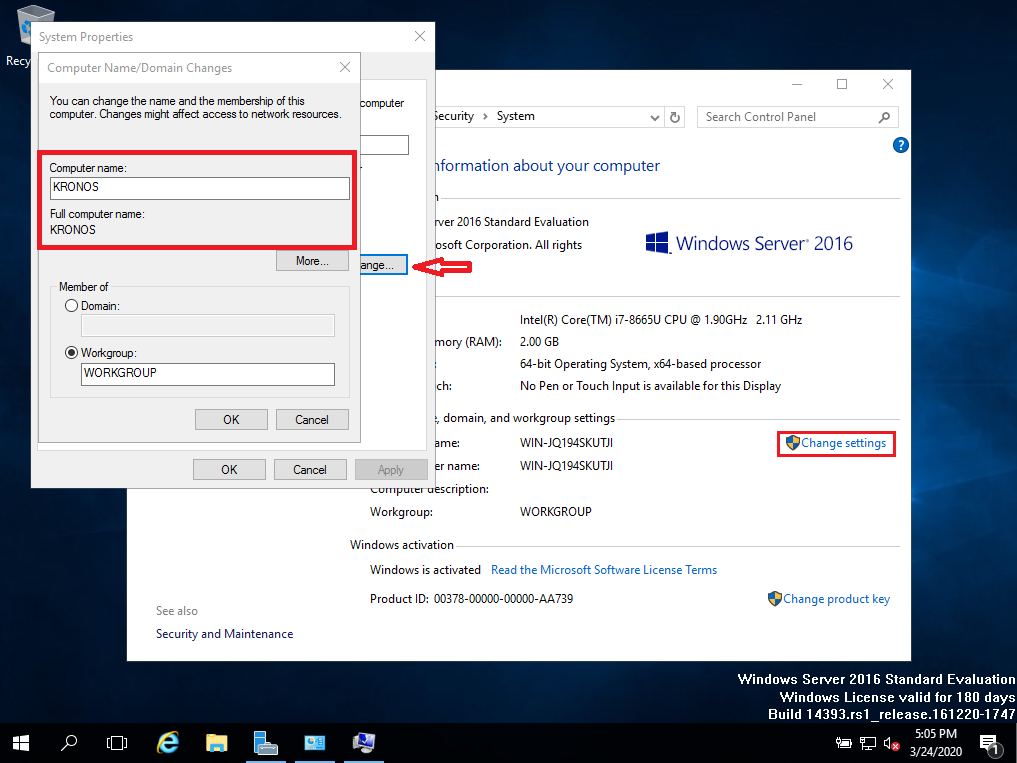 Recy
System Properties
Computer Name/Domain Changes
You can change the name and the membership of this
computer. Changes might affect access to network resources.
Computer name:
KRONOS
Full computer name:
KRONOS
More...
Member of
Domain:
Workgroup:
WORKGROUP
OK
Cancel
computer
ange...
OK
Cancel
Apply
ecurity > System
Search Control Panel
?
nformation about your computer
n
rver 2016 Standard Evaluation
osoft Corporation. All rights
Windows Server® 2016
Intel(R) Core(TM) i7-8665U CPU @ 1.90GHz 2.11 GHz
mory (RAM): 2.00 GB
: 64-bit Operating System, x64-based processor
ch: No Pen or Touch Input is available for this Display
e, domain, and workgroup settings
ame: WIN-JQ194SKUTJI
Change settings
er name: WIN-JQ194SKUTJI
Computer description:
Workgroup: WORKGROUP
Windows activation
Windows is activated Read the Microsoft Software License Terms
Product ID: 00378-00000-00000-AA739
Change product key
See also
Security and Maintenance
Windows Server 2016 Standard Evaluation
Windows License valid for 180 days
Build 14393.rs1_release.161220-1747
5:05 PM
3/24/2020
1